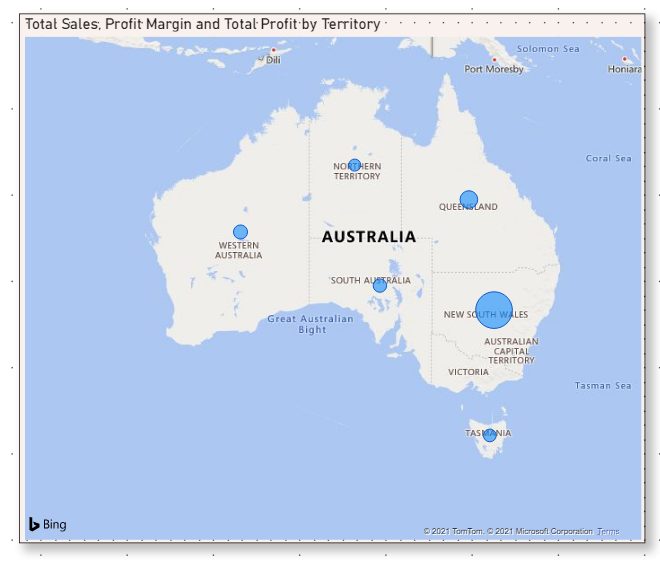 Total Sales, Profit Margin and Total Profit by Territory
Solomon Sea
Dili
Port Moresby
Honiara
Coral Sea
NORTHERN
TERRITORY
QUEENSLAND
AUSTRALIA
WESTERN
AUSTRALIA
SOUTH AUSTRALIA
Great Australian
Bight
NEW SOUTH WALES
AUSTRALIAN
CAPITAL
TERRITORY
VICTORIA
Tasman Sea
TASMANIA
Bing
© 2021 TomTom, © 2021 Microsoft Corporation Terms